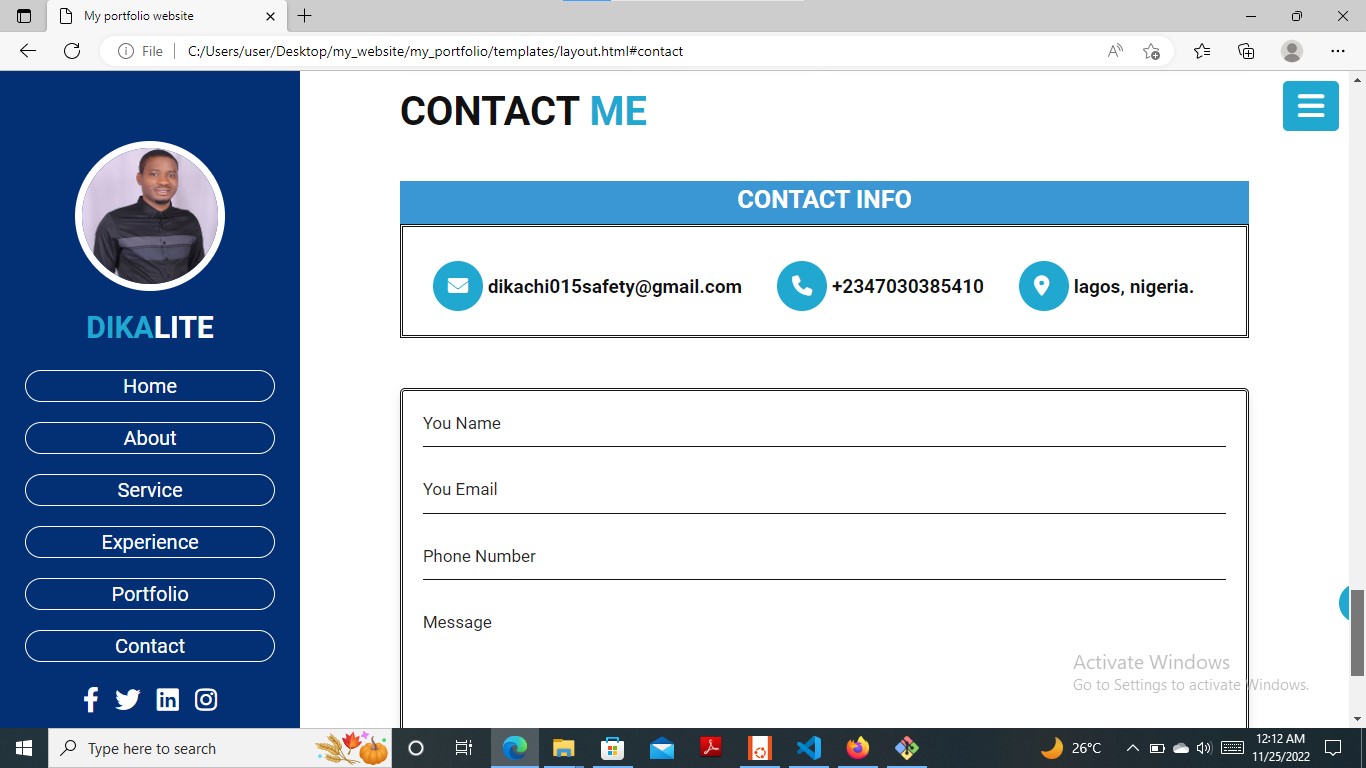 My portfolio website
File
C:/Users/user/Desktop/my_website/my_portfolio/templates/layout.html#contact
DIKALITE
Home
About
Service
Experience
Portfolio
Contact
CONTACT ME
CONTACT INFO
dikachi015safety@gmail.com
+2347030385410
lagos, nigeria.
You Name
You Email
Phone Number
Message
Activate Windows
Go to Settings to activate Windows.
Type here to search
26°C
12:12 AM
11/25/2022